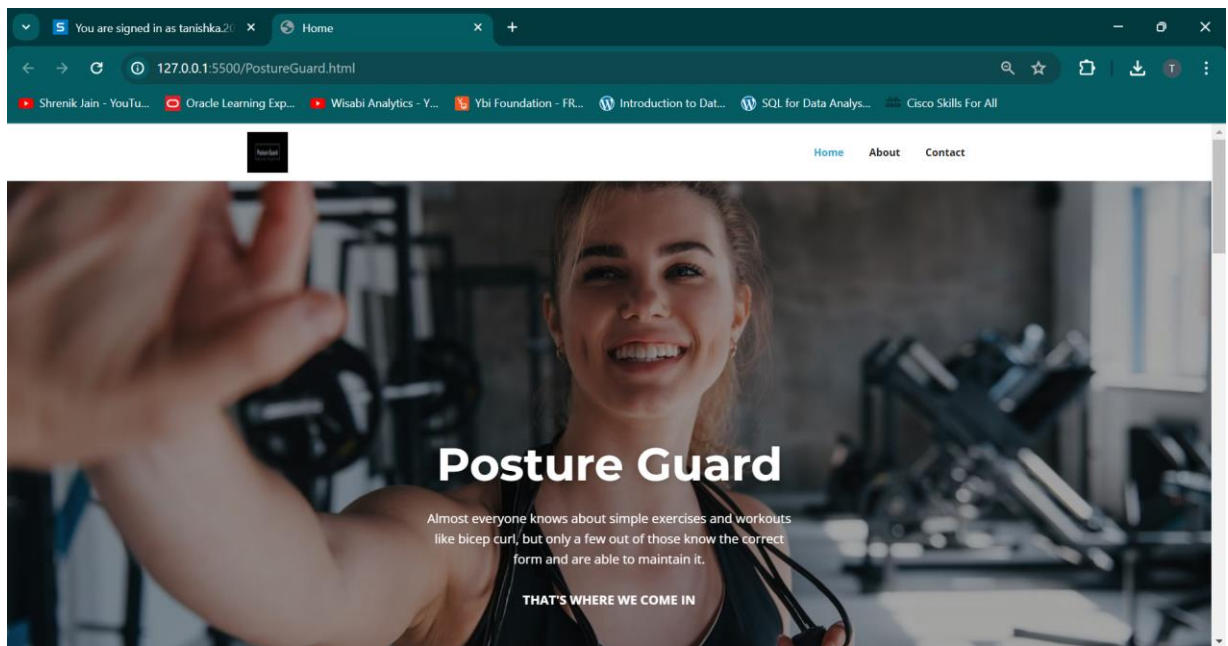 You are signed in as tanishka.20
Home
127.0.0.1:5500/PostureGuard.html
T
Shrenik Jain - YouTu...
Oracle Learning Exp...
Wisabi Analytics - Y...
Ybi Foundation - FR...
Introduction to Dat...
SQL for Data Analys...
Cisco Skills For All
Posture Guard
Home About Contact
Posture Guard
Almost everyone knows about simple exercises and workouts
like bicep curl, but only a few out of those know the correct
form and are able to maintain it.
THAT'S WHERE WE COME IN